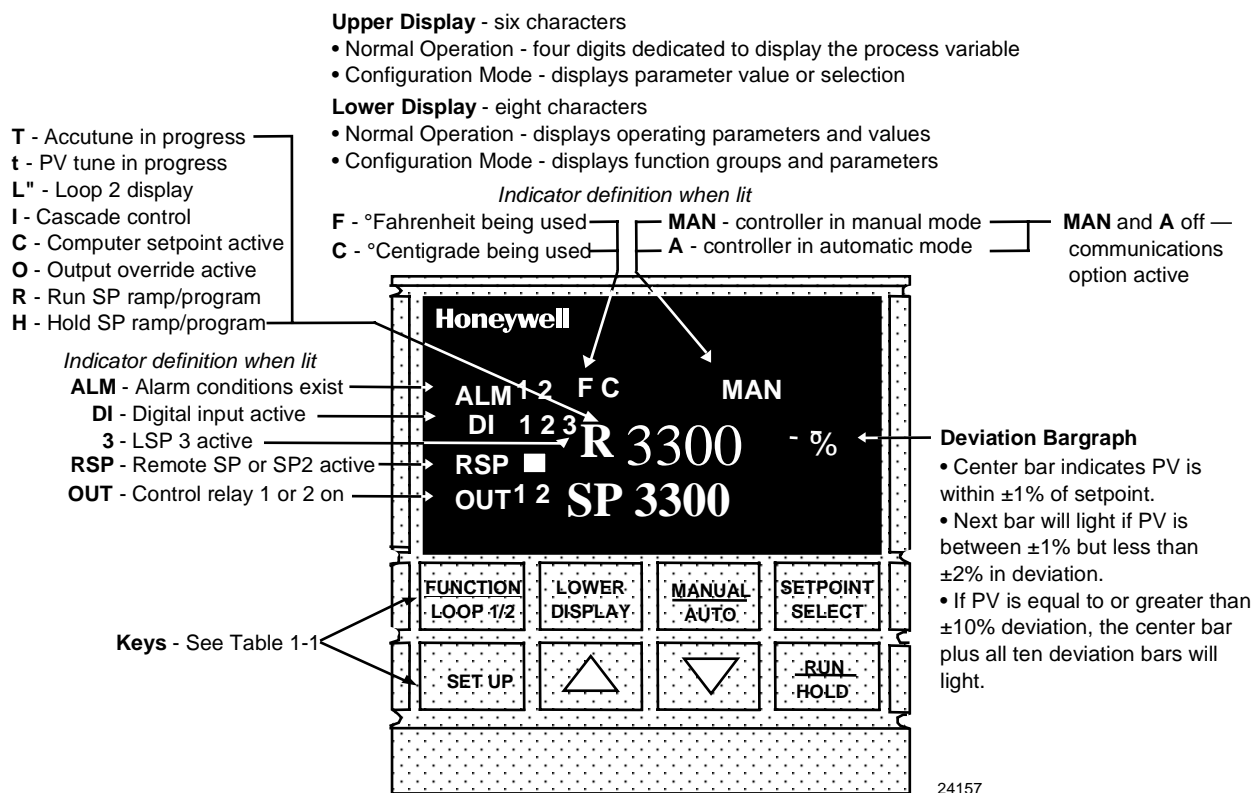 Upper Display - six characters
• Normal Operation - four digits dedicated to display the process variable
• Configuration Mode - displays parameter value or selection
Lower Display - eight characters
• Normal Operation - displays operating parameters and values
• Configuration Mode - displays function groups and parameters
T - Accutune in progress
t - PV tune in progress
L" - Loop 2 display
I - Cascade control
C - Computer setpoint active
O - Output override active
R - Run SP ramp/program
H - Hold SP ramp/program
Indicator definition when lit
F - °Fahrenheit being used
C - °Centigrade being used
MAN - controller in manual mode
A - controller in automatic mode
MAN and A off —
communications
option active
Indicator definition when lit
ALM - Alarm conditions exist
DI - Digital input active
3 - LSP 3 active
RSP - Remote SP or SP2 active
OUT - Control relay 1 or 2 on
Honeywell
ALM 1 2 F C MAN
DI 1 2 3 R 3300 - %
RSP
OUT 1 2 SP 3300
Deviation Bargraph
• Center bar indicates PV is
within ±1% of setpoint.
• Next bar will light if PV is
between ±1% but less than
±2% in deviation.
• If PV is equal to or greater than
±10% deviation, the center bar
plus all ten deviation bars will
light.
Keys - See Table 1-1
FUNCTION
LOOP 1/2
LOWER
DISPLAY
MANUAL
AUTO
SETPOINT
SELECT
SET UP
RUN
HOLD
24157